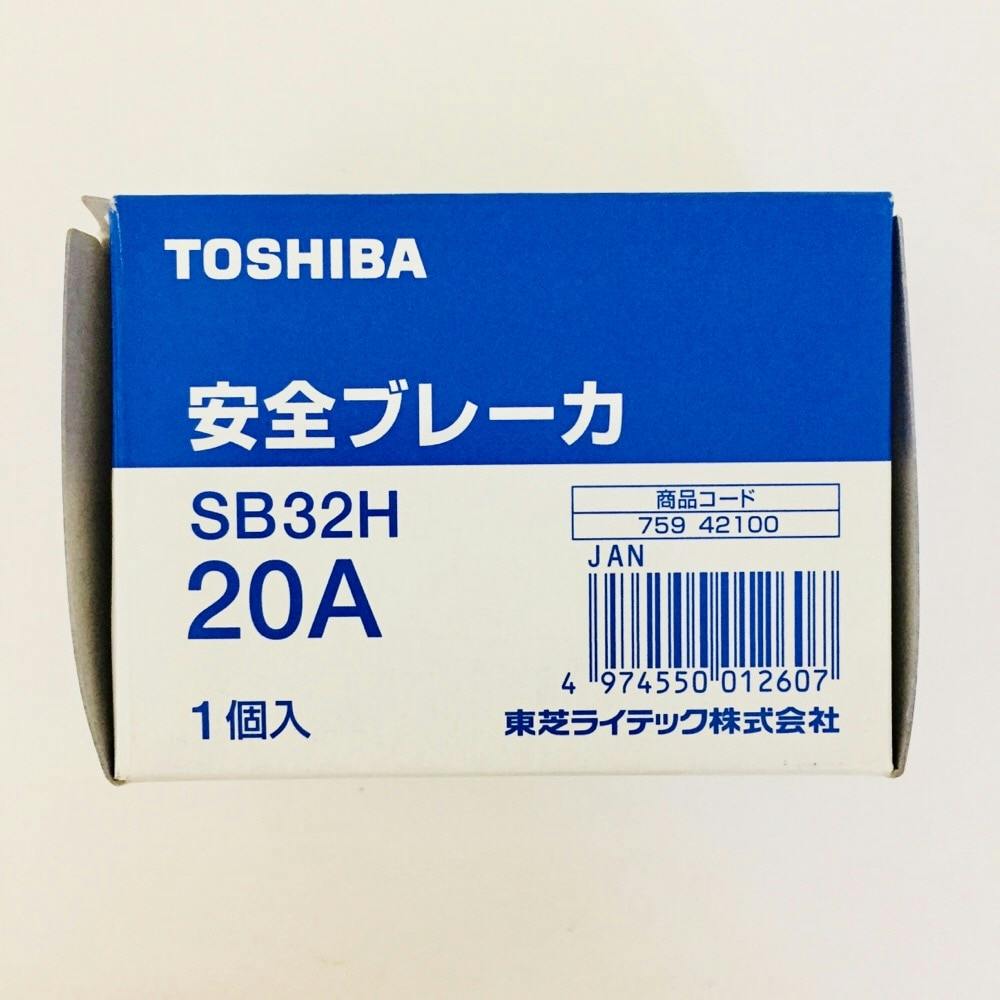 TOSHIBA
安全ブレーカ
SB32H
20A
1個入
商品コード
759 42100
JAN
4 974550 012607
東芝ライテック株式会社